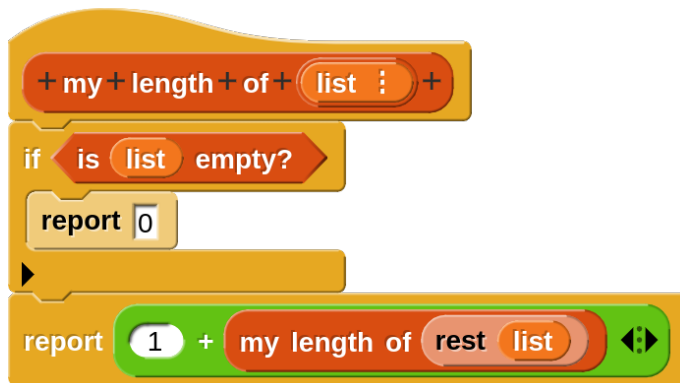 + my + length + of + list ⋮ +
if is list empty?
report 0
report 1 + my length of rest list